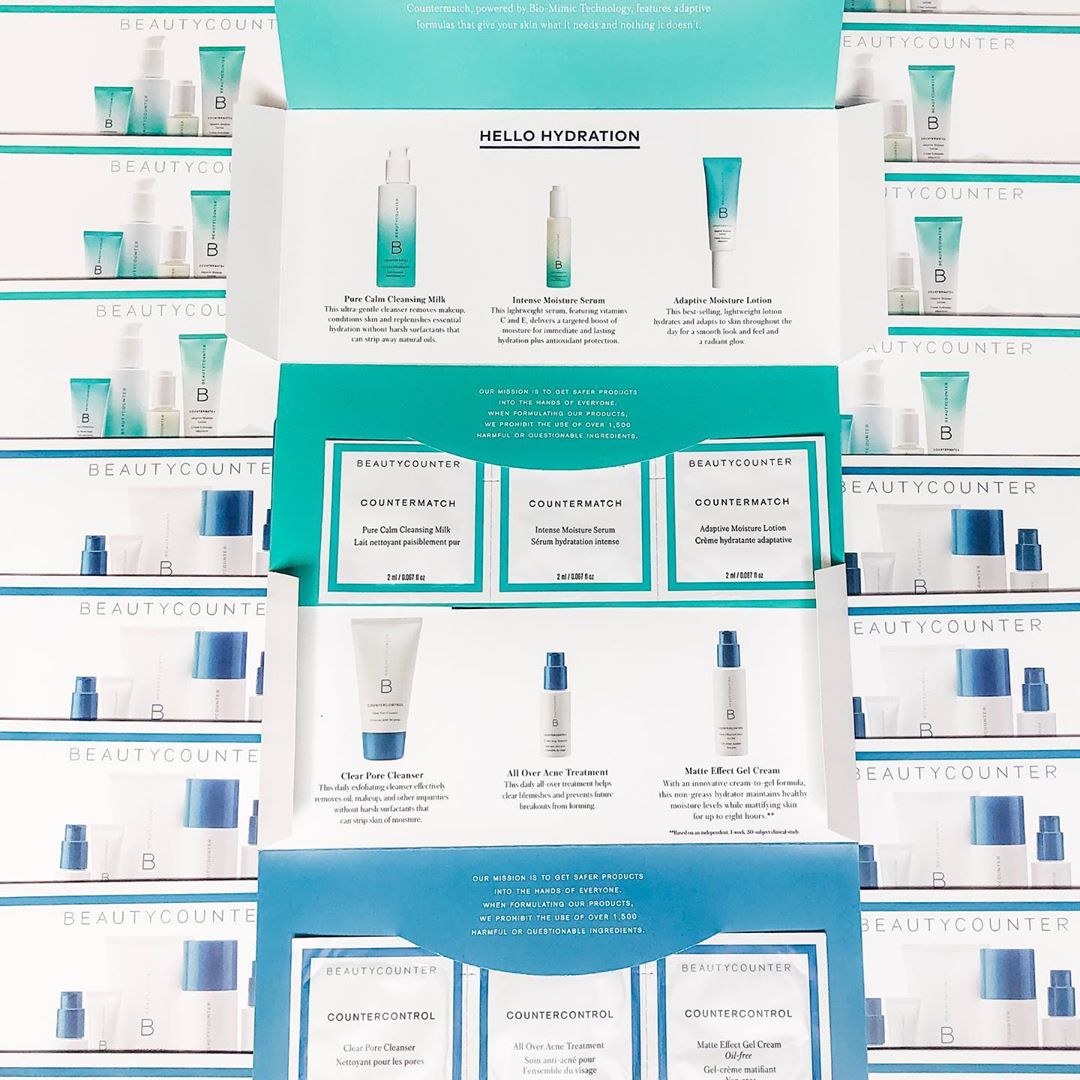 Countermatch, powered by Bio-Mimic Technology, features adaptive
formulas that give your skin what it needs and nothing it doesn't.
HELLO HYDRATION
Pure Calm Cleansing Milk
This ultra-gentle cleanser removes makeup,
conditions skin and replenishes essential
hydration without harsh surfactants that
can strip away natural oils.
Intense Moisture Serum
This lightweight serum, featuring vitamins
C and E, delivers a targeted boost of
moisture for immediate and lasting
hydration plus antioxidant protection.
Adaptive Moisture Lotion
This best-selling, lightweight lotion
hydrates and adapts to skin throughout the
day for a smooth look and feel and
a radiant glow.
OUR MISSION IS TO GET SAFER PRODUCTS
INTO THE HANDS OF EVERYONE.
WHEN FORMULATING OUR PRODUCTS,
WE PROHIBIT THE USE OF OVER 1,500
HARMFUL OR QUESTIONABLE INGREDIENTS.
BEAUTYCOUNTER
COUNTERMATCH
Pure Calm Cleansing Milk
Lait nettoyant paisiblement pur
2 ml / 0.067 fl oz
COUNTERMATCH
Intense Moisture Serum
Sérum hydratation intense
2 ml / 0.067 fl oz
BEAUTYCOUNTER
COUNTERMATCH
Adaptive Moisture Lotion
Crème hydratante adaptative
2 ml / 0.067 fl oz
B
COUNTERCONTROL
Clear Pore Cleanser
This daily exfoliating cleanser effectively
removes oil, makeup, and other impurities
without harsh surfactants that
can strip skin of moisture.
All Over Acne Treatment
This daily all-over treatment helps
clear blemishes and prevents future
breakouts from forming.
Matte Effect Gel Cream
With an innovative cream-to-gel formula,
this non-greasy hydrator maintains healthy
moisture levels while mattifying skin
for up to eight hours.**
**Based on an independent, 1-week, 30-subject clinical study.
OUR MISSION IS TO GET SAFER PRODUCTS
INTO THE HANDS OF EVERYONE.
WHEN FORMULATING OUR PRODUCTS,
WE PROHIBIT THE USE OF OVER 1,500
HARMFUL OR QUESTIONABLE INGREDIENTS.
BEAUTYCOUNTER
COUNTERCONTROL
Clear Pore Cleanser
Nettoyant pour les pores
COUNTERCONTROL
All Over Acne Treatment
Soin anti-acné pour
l'ensemble du visage
BEAUTYCOUNTER
COUNTERCONTROL
Matte Effect Gel Cream
Oil-free
Gel-crème matifiant
BEAUTYCOUNTER
BEAUTYCOU
BEAUTYCOUNTER
BEAUTYCOUNTE
BEAUTYCOUNTE
BEAUTYCOUNTE
BEAUTYCOUNTE
EAUTYCOUNTER
UTYCOUNTER
AUTYCOUNTER
BEAUTYCOUNTER
EAUTYCOUNTER
BEAUTYCOUNTER
BEAUTYCOUNTER